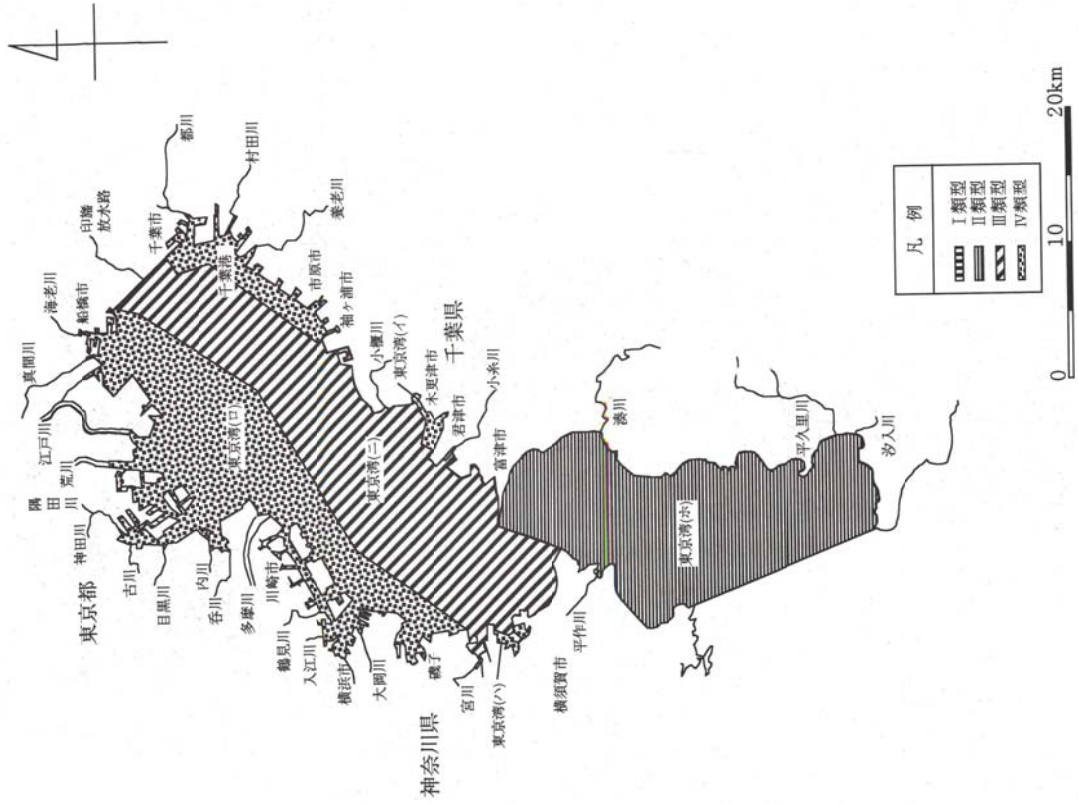 真間川
海老川
船橋市
印旛
放水路
千葉市
都川
村田川
千葉港
養老川
市原市
袖ヶ浦市
小櫃川
東京湾(イ)
木更津市
千葉県
君津市
小糸川
富津市
湊川
平久里川
汐入川
江戸川
荒川
隅
田
川
神田川
東京都
古川
目黒川
内川
呑川
多摩川
川崎市
鶴見川
入江川
横浜市
大岡川
神奈川県
磯子
宮川
東京湾(ハ)
横須賀市
平作川
東京湾(ロ)
東京湾(ニ)
東京湾(ホ)
凡 例
Ⅰ類型
Ⅱ類型
Ⅲ類型
Ⅳ類型
0 10 20km